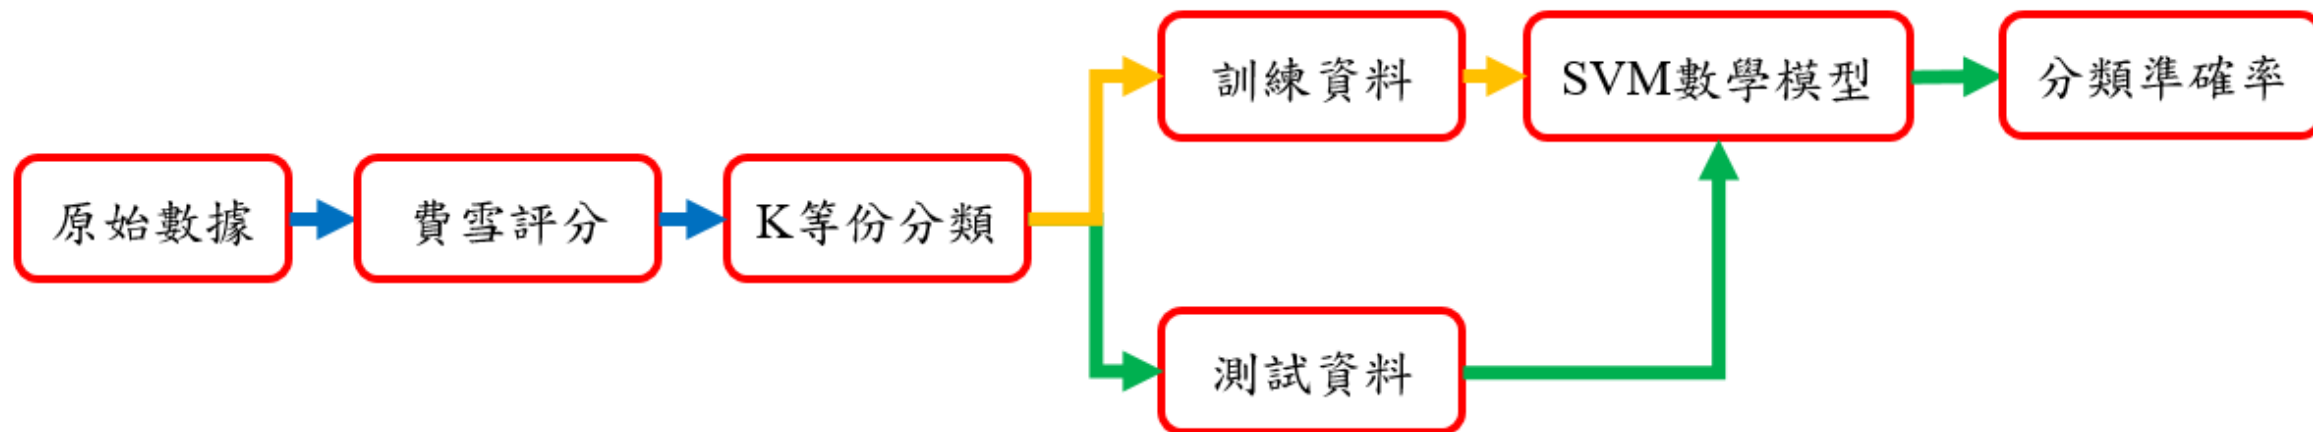 原始數據
費雪評分
K等份分類
訓練資料
SVM數學模型
分類準確率
測試資料